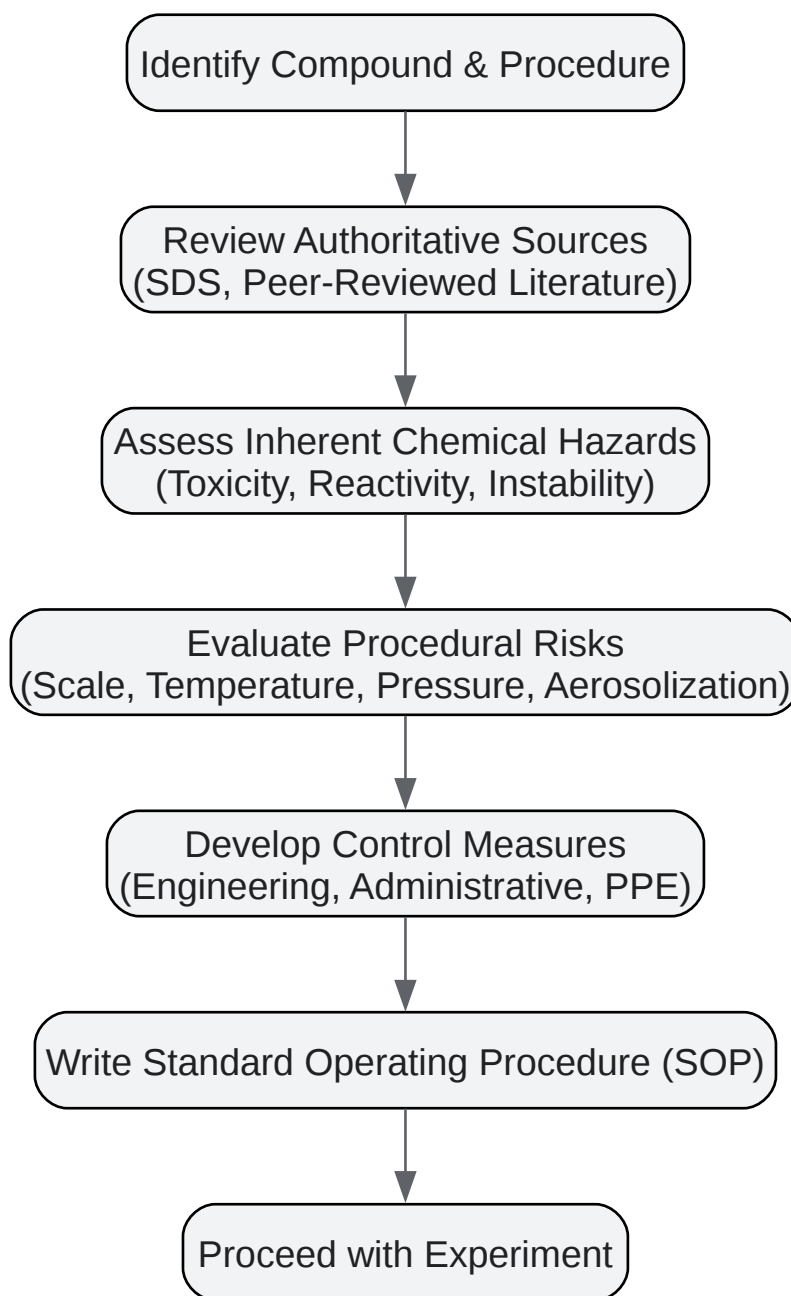 Identify Compound & Procedure
Review Authoritative Sources
(SDS, Peer-Reviewed Literature)
Assess Inherent Chemical Hazards
(Toxicity, Reactivity, Instability)
Evaluate Procedural Risks
(Scale, Temperature, Pressure, Aerosolization)
Develop Control Measures
(Engineering, Administrative, PPE)
Write Standard Operating Procedure (SOP)
Proceed with Experiment